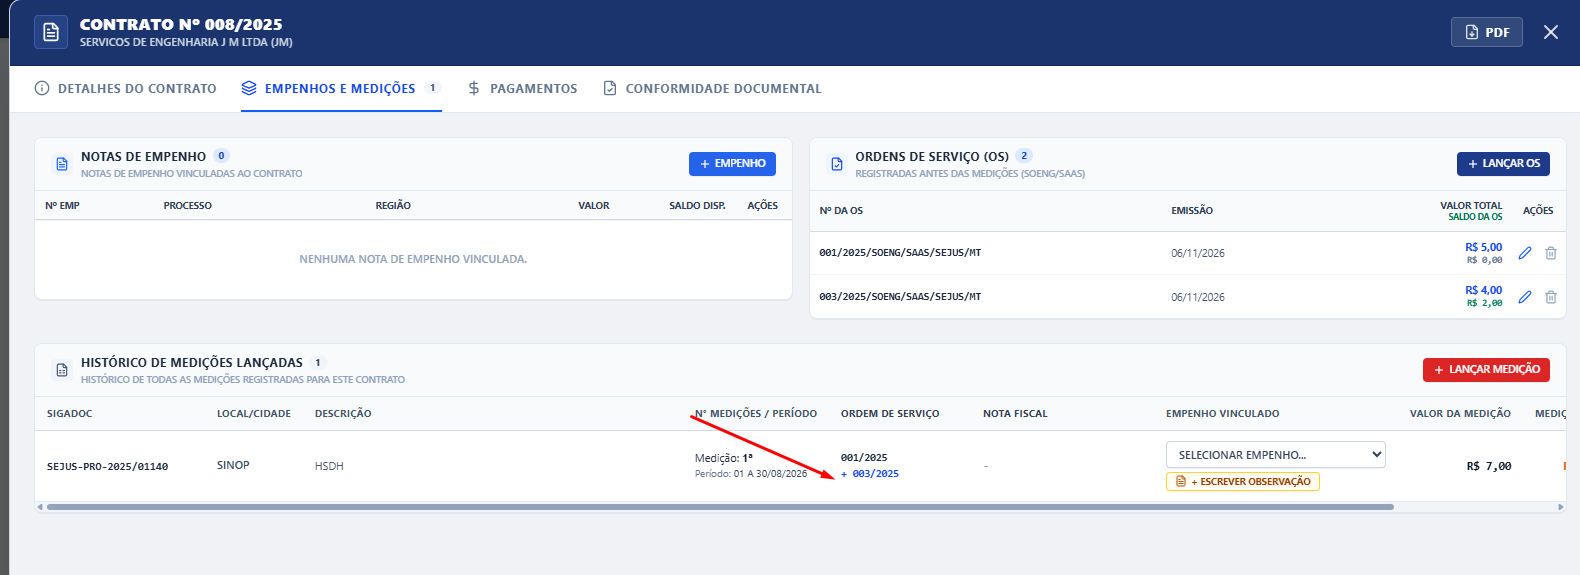 CONTRATO Nº 008/2025
SERVICOS DE ENGENHARIA J M LTDA (JM)
PDF
DETALHES DO CONTRATO
EMPENHOS E MEDIÇÕES 1
PAGAMENTOS
CONFORMIDADE DOCUMENTAL
NOTAS DE EMPENHO 0
NOTAS DE EMPENHO VINCULADAS AO CONTRATO
+ EMPENHO
Nº EMP PROCESSO REGIÃO VALOR SALDO DISP. AÇÕES
NENHUMA NOTA DE EMPENHO VINCULADA.
ORDENS DE SERVIÇO (OS) 2
REGISTRADAS ANTES DAS MEDIÇÕES (SOENG/SAAS)
+ LANÇAR OS
Nº DA OS EMISSÃO VALOR TOTAL AÇÕES
SALDO DA OS
001/2025/SOENG/SAAS/SEJUS/MT 06/11/2026 R$ 5,00
R$ 0,00
003/2025/SOENG/SAAS/SEJUS/MT 06/11/2026 R$ 4,00
R$ 2,00
HISTÓRICO DE MEDIÇÕES LANÇADAS 1
HISTÓRICO DE TODAS AS MEDIÇÕES REGISTRADAS PARA ESTE CONTRATO
+ LANÇAR MEDIÇÃO
SIGADOC LOCAL/CIDADE DESCRIÇÃO N° MEDIÇÕES / PERÍODO ORDEM DE SERVIÇO NOTA FISCAL EMPENHO VINCULADO VALOR DA MEDIÇÃO MEDIÇ
SEJUS-PRO-2025/01140 SINOP HSDH
Medição: 1ª
Período: 01 A 30/08/2026
001/2025
+ 003/2025
-
SELECIONAR EMPENHO...
+ ESCREVER OBSERVAÇÃO
R$ 7,00